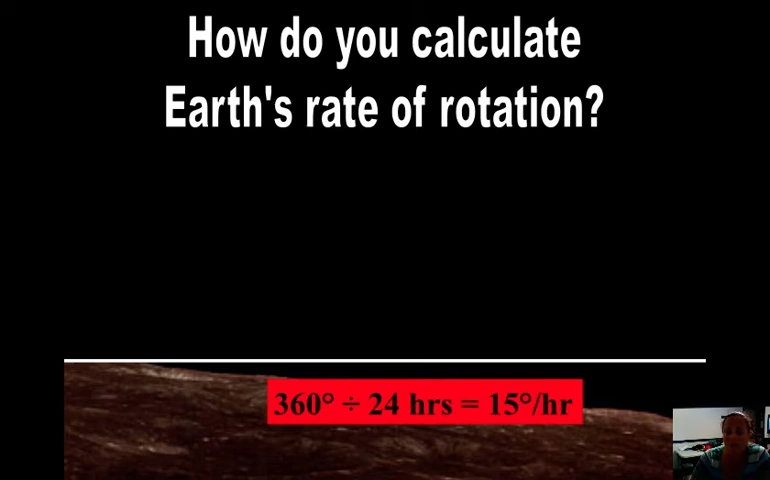 How do you calculate
Earth's rate of rotation?
360° ÷ 24 hrs = 15°/hr